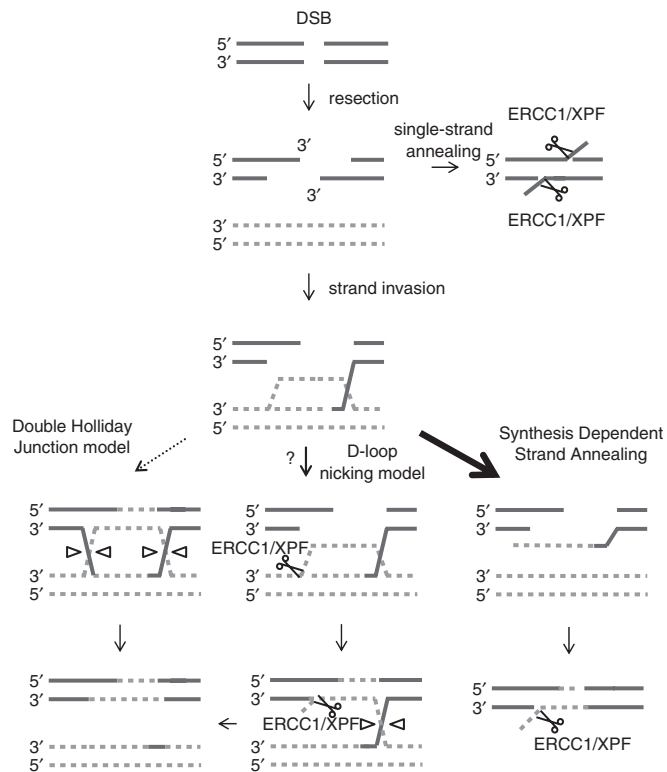 DSB
5′
3′
resection
ERCC1/XPF
single-strand
annealing
3′
5′
3′
3′
5′
3′
ERCC1/XPF
3′
5′
strand invasion
5′
3′
3′
5′
Double Holliday
Junction model
?
D-loop
nicking model
Synthesis Dependent
Strand Annealing
5′
3′
3′
5′
5′
3′
ERCC1/XPF
3′
5′
5′
3′
3′
5′
5′
3′
3′
5′
5′
3′
ERCC1/XPF
3′
5′
5′
3′
ERCC1/XPF